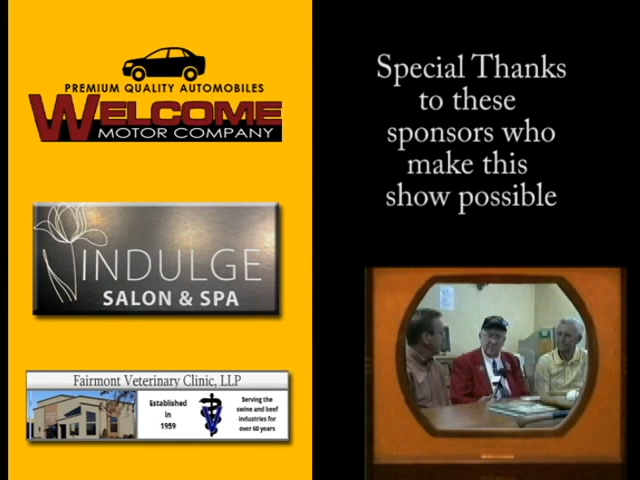 PREMIUM QUALITY AUTOMOBILES
WELCOME
MOTOR COMPANY
INDULGE
SALON & SPA
Fairmont Veterinary Clinic, LLP
Established
in
1959
Serving the
swine and beef
industries for
over 60 years
Special Thanks
to these
sponsors who
make this
show possible